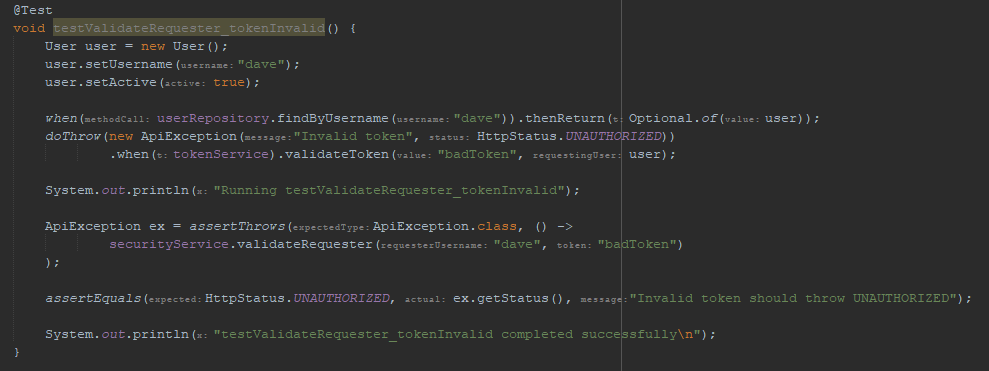 @Test
void testValidateRequester_tokenInvalid() {
User user = new User();
user.setUsername(username: "dave");
user.setActive(active: true);
when(methodCall: userRepository.findByUsername(username: "dave")).thenReturn(t: Optional.of(value: user));
doThrow(new ApiException(message: "Invalid token", status: HttpStatus.UNAUTHORIZED))
.when(t: tokenService).validateToken(value: "badToken", requestingUser: user);
System.out.println(x: "Running testValidateRequester_tokenInvalid");
ApiException ex = assertThrows(expectedType: ApiException.class, () ->
securityService.validateRequester(requesterUsername: "dave", token: "badToken")
);
assertEquals(expected: HttpStatus.UNAUTHORIZED, actual: ex.getStatus(), message: "Invalid token should throw UNAUTHORIZED");
System.out.println(x: "testValidateRequester_tokenInvalid completed successfully\n");
}